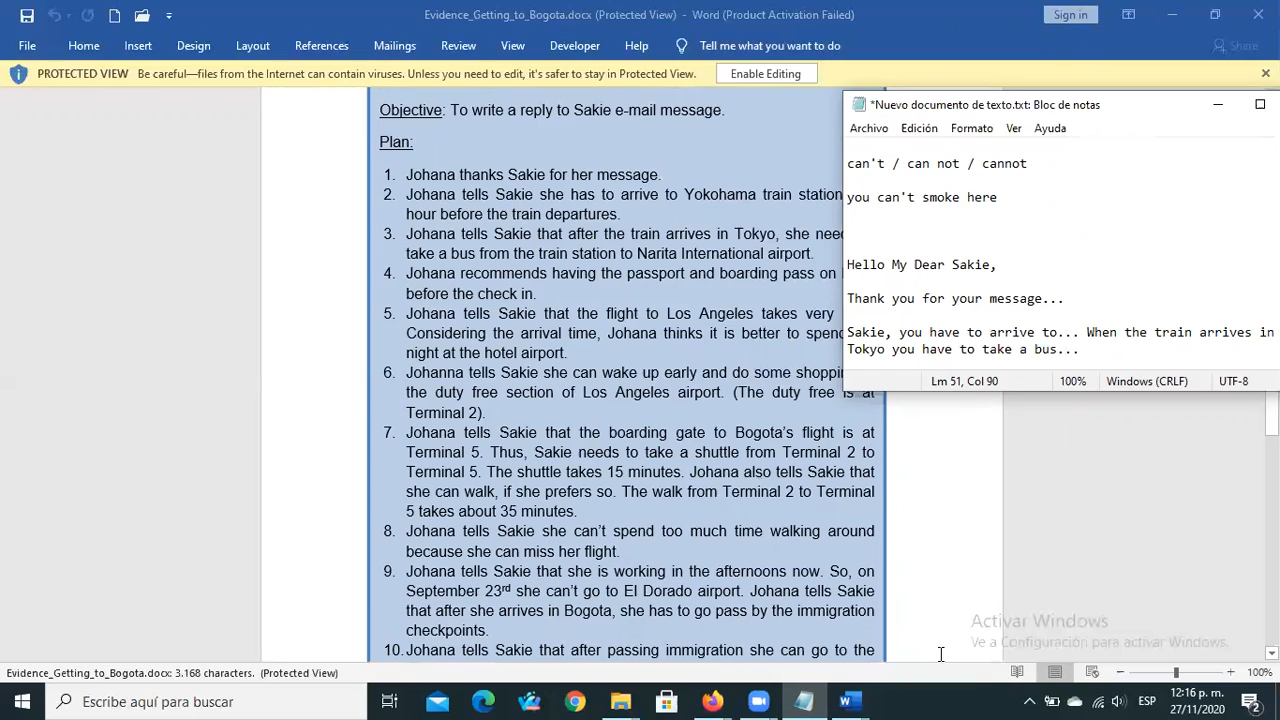 Evidence_Getting_to_Bogota.docx (Protected View) - Word (Product Activation Failed)
Sign in
File Home Insert Design Layout References Mailings Review View Developer Help Tell me what you want to do Share
PROTECTED VIEW Be careful—files from the Internet can contain viruses. Unless you need to edit, it's safer to stay in Protected View. Enable Editing
Objective: To write a reply to Sakie e-mail message.
Plan:
1. Johana thanks Sakie for her message.
2. Johana tells Sakie she has to arrive to Yokohama train station
hour before the train departures.
3. Johana tells Sakie that after the train arrives in Tokyo, she
take a bus from the train station to Narita International airport.
4. Johana recommends having the passport and boarding pass on
before the check in.
5. Johana tells Sakie that the flight to Los Angeles takes very
Considering the arrival time, Johana thinks it is better to spend
night at the hotel airport.
6. Johanna tells Sakie she can wake up early and do some
the duty free section of Los Angeles airport. (The duty free is at
Terminal 2).
7. Johana tells Sakie that the boarding gate to Bogota's flight is at
Terminal 5. Thus, Sakie needs to take a shuttle from Terminal 2 to
Terminal 5. The shuttle takes 15 minutes. Johana also tells Sakie that
she can walk, if she prefers so. The walk from Terminal 2 to Terminal
5 takes about 35 minutes.
8. Johana tells Sakie she can't spend too much time walking around
because she can miss her flight.
9. Johana tells Sakie that she is working in the afternoons now. So, on
September 23rd she can't go to El Dorado airport. Johana tells Sakie
that after she arrives in Bogota, she has to go pass by the immigration
checkpoints.
10. Johana tells Sakie that after passing immigration she can go to the
*Nuevo documento de texto.txt: Bloc de notas
Archivo Edición Formato Ver Ayuda
can't / can not / cannot
you can't smoke here
Hello My Dear Sakie,
Thank you for your message...
Sakie, you have to arrive to... When the train arrives in
Tokyo you have to take a bus...
Lm 51, Col 90 100% Windows (CRLF) UTF-8
Activar Windows
Ve a Configuración para activar Windows.
Evidence_Getting_to_Bogota.docx: 3.168 characters. (Protected View)
100%
Escribe aquí para buscar
ESP
12:16 p. m.
27/11/2020
2